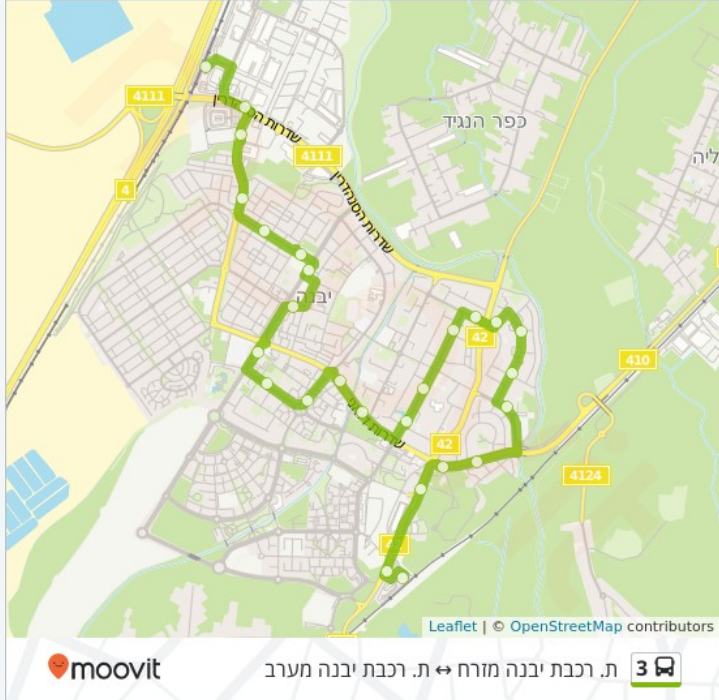 4111
שדרות הסנהדרין
כפר הנגיד
4111
ליה
4
שדרות הסנהדרין
יבנה
42
410
42
4124
Leaflet | © OpenStreetMap contributors
moovit
3 ת. רכבת יבנה מזרח ↔ ת. רכבת יבנה מערב